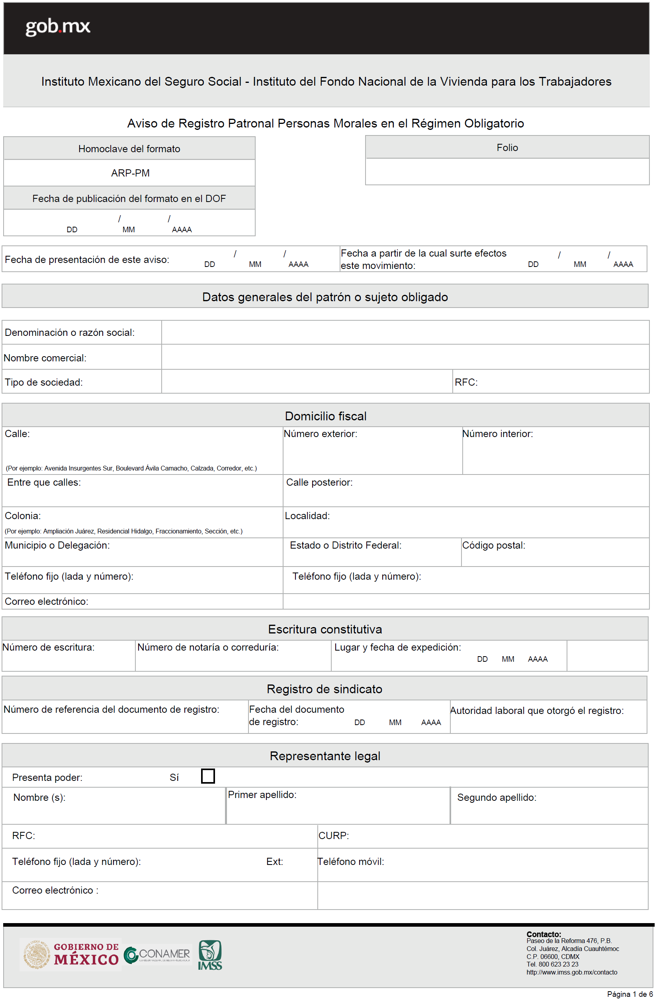 gob.mx
Instituto Mexicano del Seguro Social - Instituto del Fondo Nacional de la Vivienda para los Trabajadores
Aviso de Registro Patronal Personas Morales en el Régimen Obligatorio
Homoclave del formato
Folio
ARP-PM
Fecha de publicación del formato en el DOF
/ /
DD MM AAAA
Fecha de presentación de este aviso: / / DD MM AAAA
Fecha a partir de la cual surte efectos
este movimiento: / / DD MM AAAA
Datos generales del patrón o sujeto obligado
Denominación o razón social:
Nombre comercial:
Tipo de sociedad: RFC:
Domicilio fiscal
Calle: Número exterior: Número interior:
(Por ejemplo: Avenida Insurgentes Sur, Boulevard Ávila Camacho, Calzada, Corredor, etc.)
Entre que calles: Calle posterior:
Colonia: Localidad:
(Por ejemplo: Ampliación Juárez, Residencial Hidalgo, Fraccionamiento, Sección, etc.)
Municipio o Delegación: Estado o Distrito Federal: Código postal:
Teléfono fijo (lada y número): Teléfono fijo (lada y número):
Correo electrónico:
Escritura constitutiva
Número de escritura: Número de notaría o correduría: Lugar y fecha de expedición:
DD MM AAAA
Registro de sindicato
Número de referencia del documento de registro: Fecha del documento
de registro: DD MM AAAA
Autoridad laboral que otorgó el registro:
Representante legal
Presenta poder: Sí
Nombre (s): Primer apellido: Segundo apellido:
RFC: CURP:
Teléfono fijo (lada y número): Ext: Teléfono móvil:
Correo electrónico :
GOBIERNO DE
MÉXICO
CONAMER
IMSS
Contacto:
Paseo de la Reforma 476, P.B.
Col. Juárez, Alcadía Cuauhtémoc
C.P. 06600, CDMX
Tel. 800 623 23 23
http://www.imss.gob.mx/contacto
Página 1 de 6